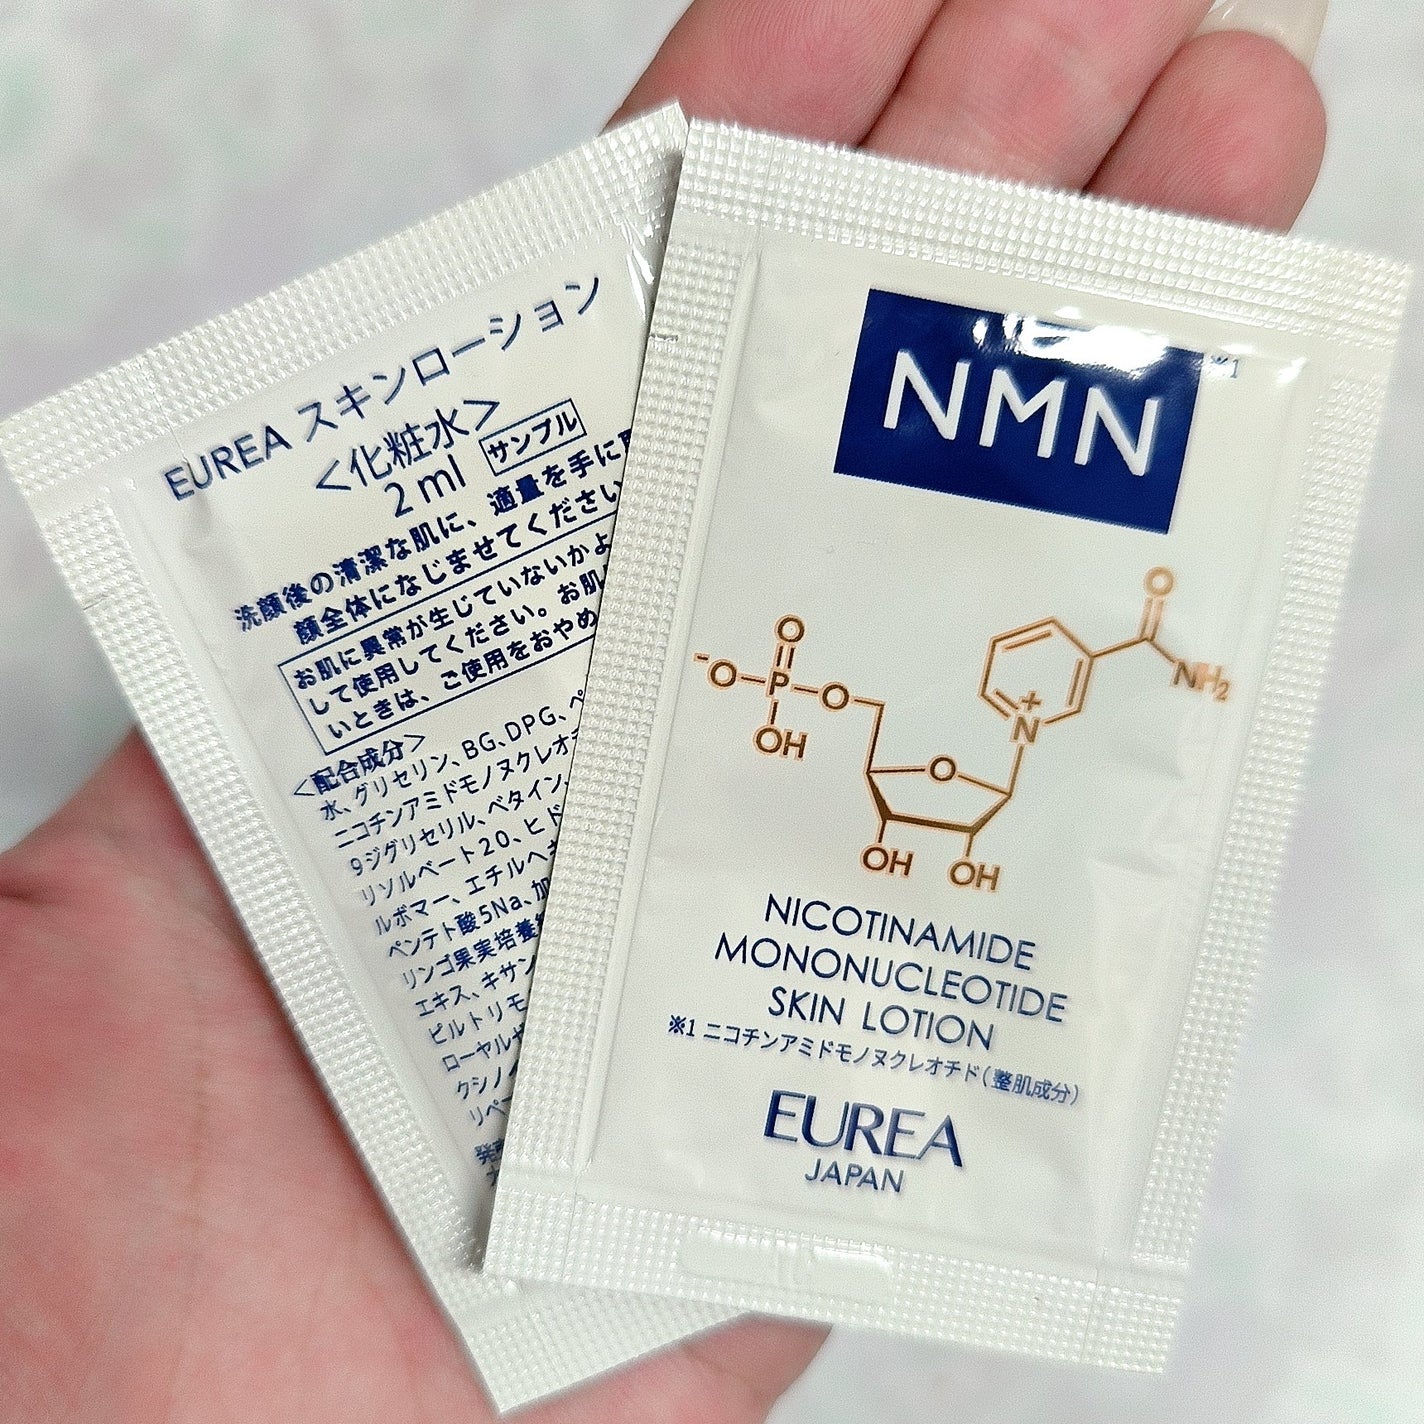 EUREA スキンローション
<化粧水>
2 ml サンプル
洗顔後の清潔な肌に、適量を手に
顔全体になじませてください
お肌に異常が生じていないかよ
して使用してください。お肌
いときは、ご使用をおやめ
<配合成分>
水、グリセリン、BG、DPG、ペ
ニコチンアミドモノヌクレオチ
9ジグリセリル、ベタイン、
リソルベート20、ヒド
ルボマー、エチルヘキ
ペンテト酸5Na、加
リンゴ果実培養細
エキス、キサン
ピルトリモ
ローヤルゼ
クシノ
リペー
NMN ※1
O
-O P O
OH
O
NH2
+
N
O
OH OH
NICOTINAMIDE
MONONUCLEOTIDE
SKIN LOTION
※1 ニコチンアミドモノヌクレオチド(整肌成分)
EUREA
JAPAN